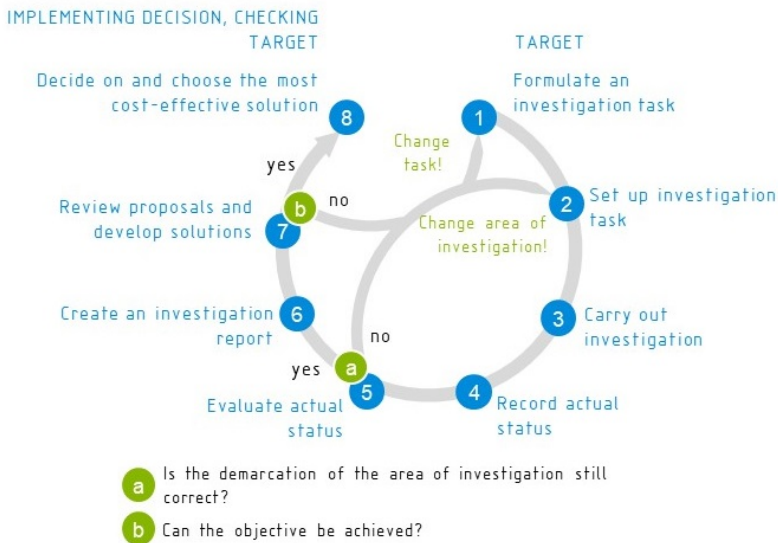 IMPLEMENTING DECISION, CHECKING
TARGET
TARGET
Decide on and choose the most
cost-effective solution
8
1
Formulate an
investigation task
Change
task!
yes
b
no
2
Set up investigation
task
Review proposals and
develop solutions
7
Change area of
investigation!
Create an investigation
report
6
3
Carry out
investigation
no
yes
a
5
4
Evaluate actual
status
Record actual
status
a
Is the demarcation of the area of investigation still
correct?
b
Can the objective be achieved?